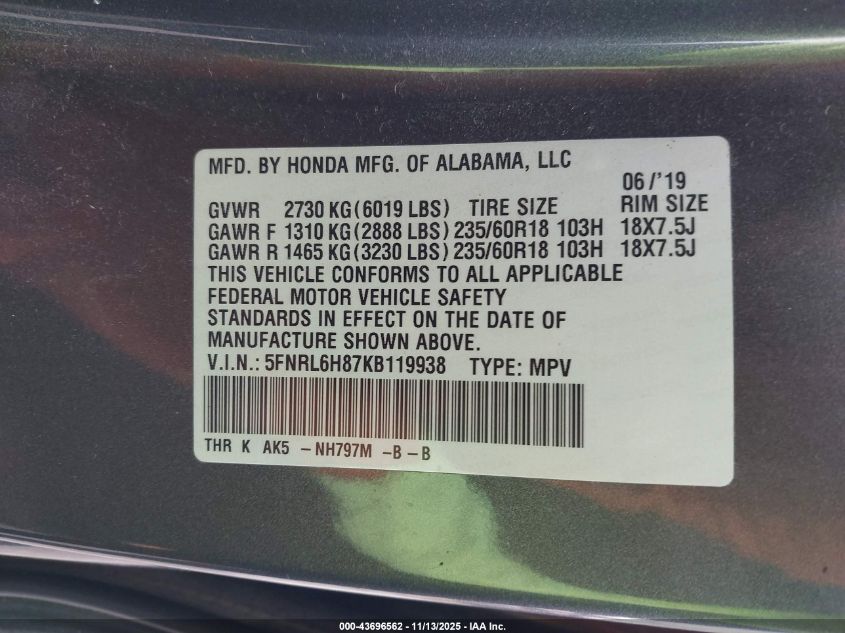 MFD. BY HONDA MFG. OF ALABAMA, LLC
06/'19
GVWR 2730 KG(6019 LBS) TIRE SIZE RIM SIZE
GAWR F 1310 KG(2888 LBS) 235/60R18 103H 18X7.5J
GAWR R 1465 KG(3230 LBS) 235/60R18 103H 18X7.5J
THIS VEHICLE CONFORMS TO ALL APPLICABLE
FEDERAL MOTOR VEHICLE SAFETY
STANDARDS IN EFFECT ON THE DATE OF
MANUFACTURE SHOWN ABOVE.
V.I.N.: 5FNRL6H87KB119938 TYPE: MPV
THR K AK5 -NH797M -B-B
000-43696562 - 11/13/2025 - IAA Inc.